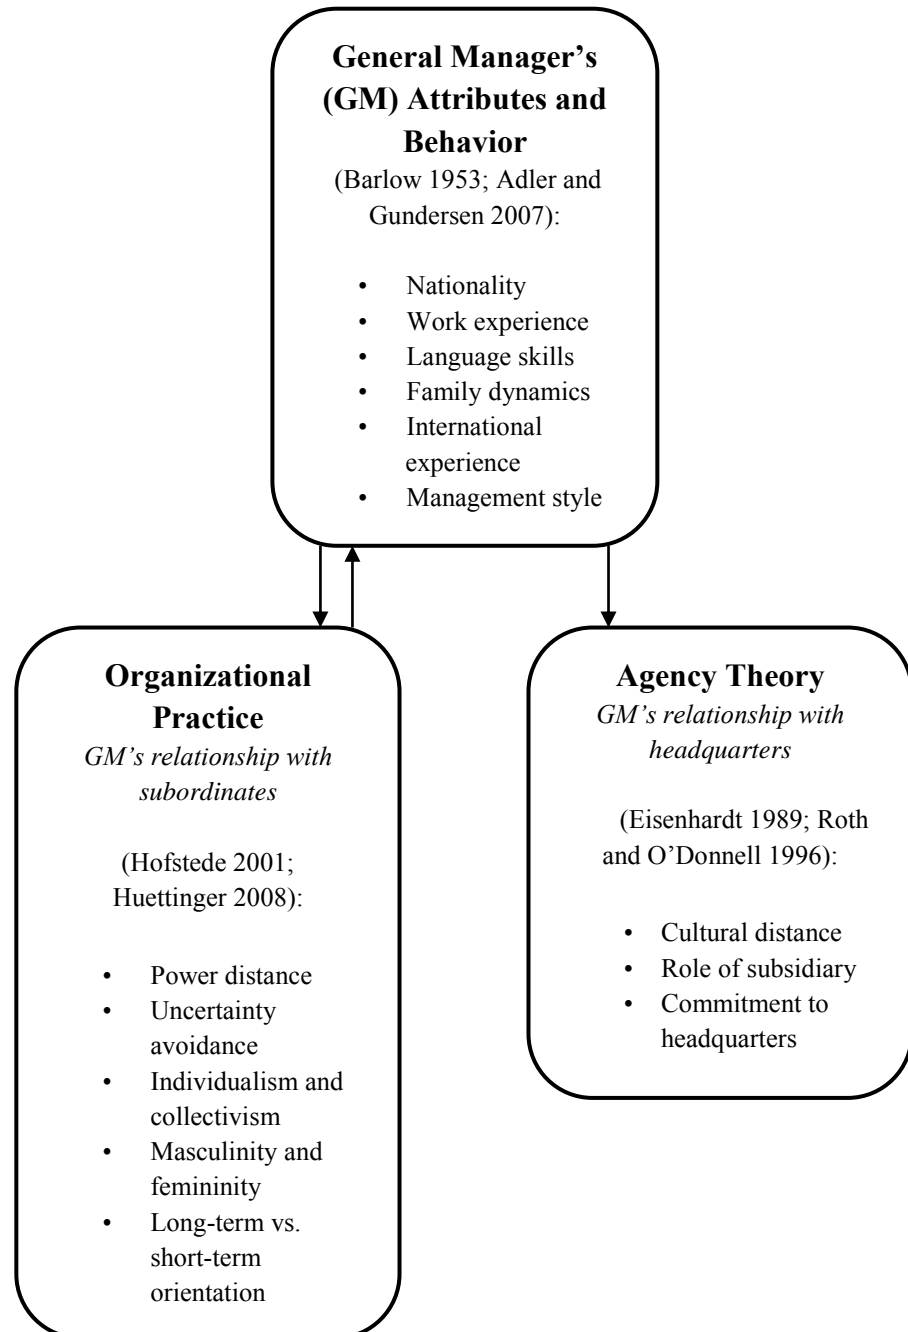 General Manager’s
(GM) Attributes and
Behavior
(Barlow 1953; Adler and
Gundersen 2007):
• Nationality
• Work experience
• Language skills
• Family dynamics
• International
experience
• Management style
Organizational
Practice
GM’s relationship with
subordinates
(Hofstede 2001;
Huettinger 2008):
• Power distance
• Uncertainty
avoidance
• Individualism and
collectivism
• Masculinity and
femininity
• Long-term vs.
short-term
orientation
Agency Theory
GM’s relationship with
headquarters
(Eisenhardt 1989; Roth
and O’Donnell 1996):
• Cultural distance
• Role of subsidiary
• Commitment to
headquarters